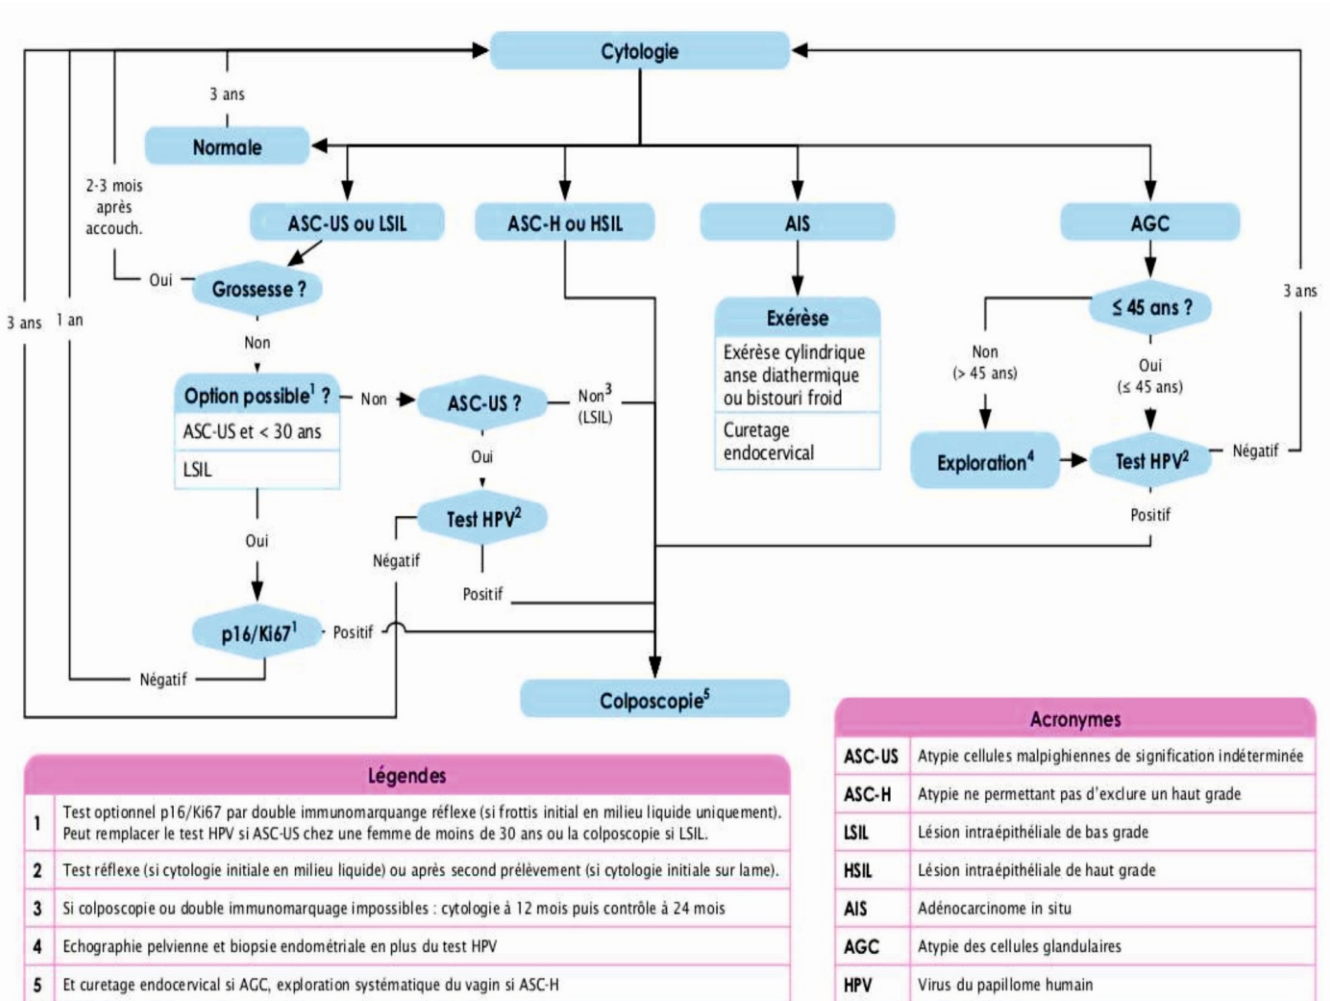 Cytologie
3 ans
Normale
2-3 mois
après
accouch.
ASC-US ou LSIL
ASC-H ou HSIL
AIS
AGC
Oui
Grossesse ?
≤ 45 ans ?
3 ans
3 ans
1 an
Non
Exérèse
Exérèse cylindrique
anse diathermique
ou bistouri froid
Curetage
endocervical
Non
(> 45 ans)
Oui
(≤ 45 ans)
Option possible¹ ?
ASC-US et < 30 ans
LSIL
Non
ASC-US ?
Non³
(LSIL)
Oui
Exploration⁴
Test HPV²
Négatif
Positif
Test HPV²
Négatif
Positif
Oui
p16/Ki67¹
Positif
Négatif
Colposcopie⁵
Légendes
1 Test optionnel p16/Ki67 par double immunomarquange réflexe (si frottis initial en milieu liquide uniquement).
Peut remplacer le test HPV si ASC-US chez une femme de moins de 30 ans ou la colposcopie si LSIL.
2 Test réflexe (si cytologie initiale en milieu liquide) ou après second prélèvement (si cytologie initiale sur lame).
3 Si colposcopie ou double immunomarquage impossibles : cytologie à 12 mois puis contrôle à 24 mois
4 Echographie pelvienne et biopsie endométriale en plus du test HPV
5 Et curetage endocervical si AGC, exploration systématique du vagin si ASC-H
Acronymes
ASC-US Atypie cellules malpighiennes de signification indéterminée
ASC-H Atypie ne permettant pas d'exclure un haut grade
LSIL Lésion intraépithéliale de bas grade
HSIL Lésion intraépithéliale de haut grade
AIS Adénocarcinome in situ
AGC Atypie des cellules glandulaires
HPV Virus du papillome humain